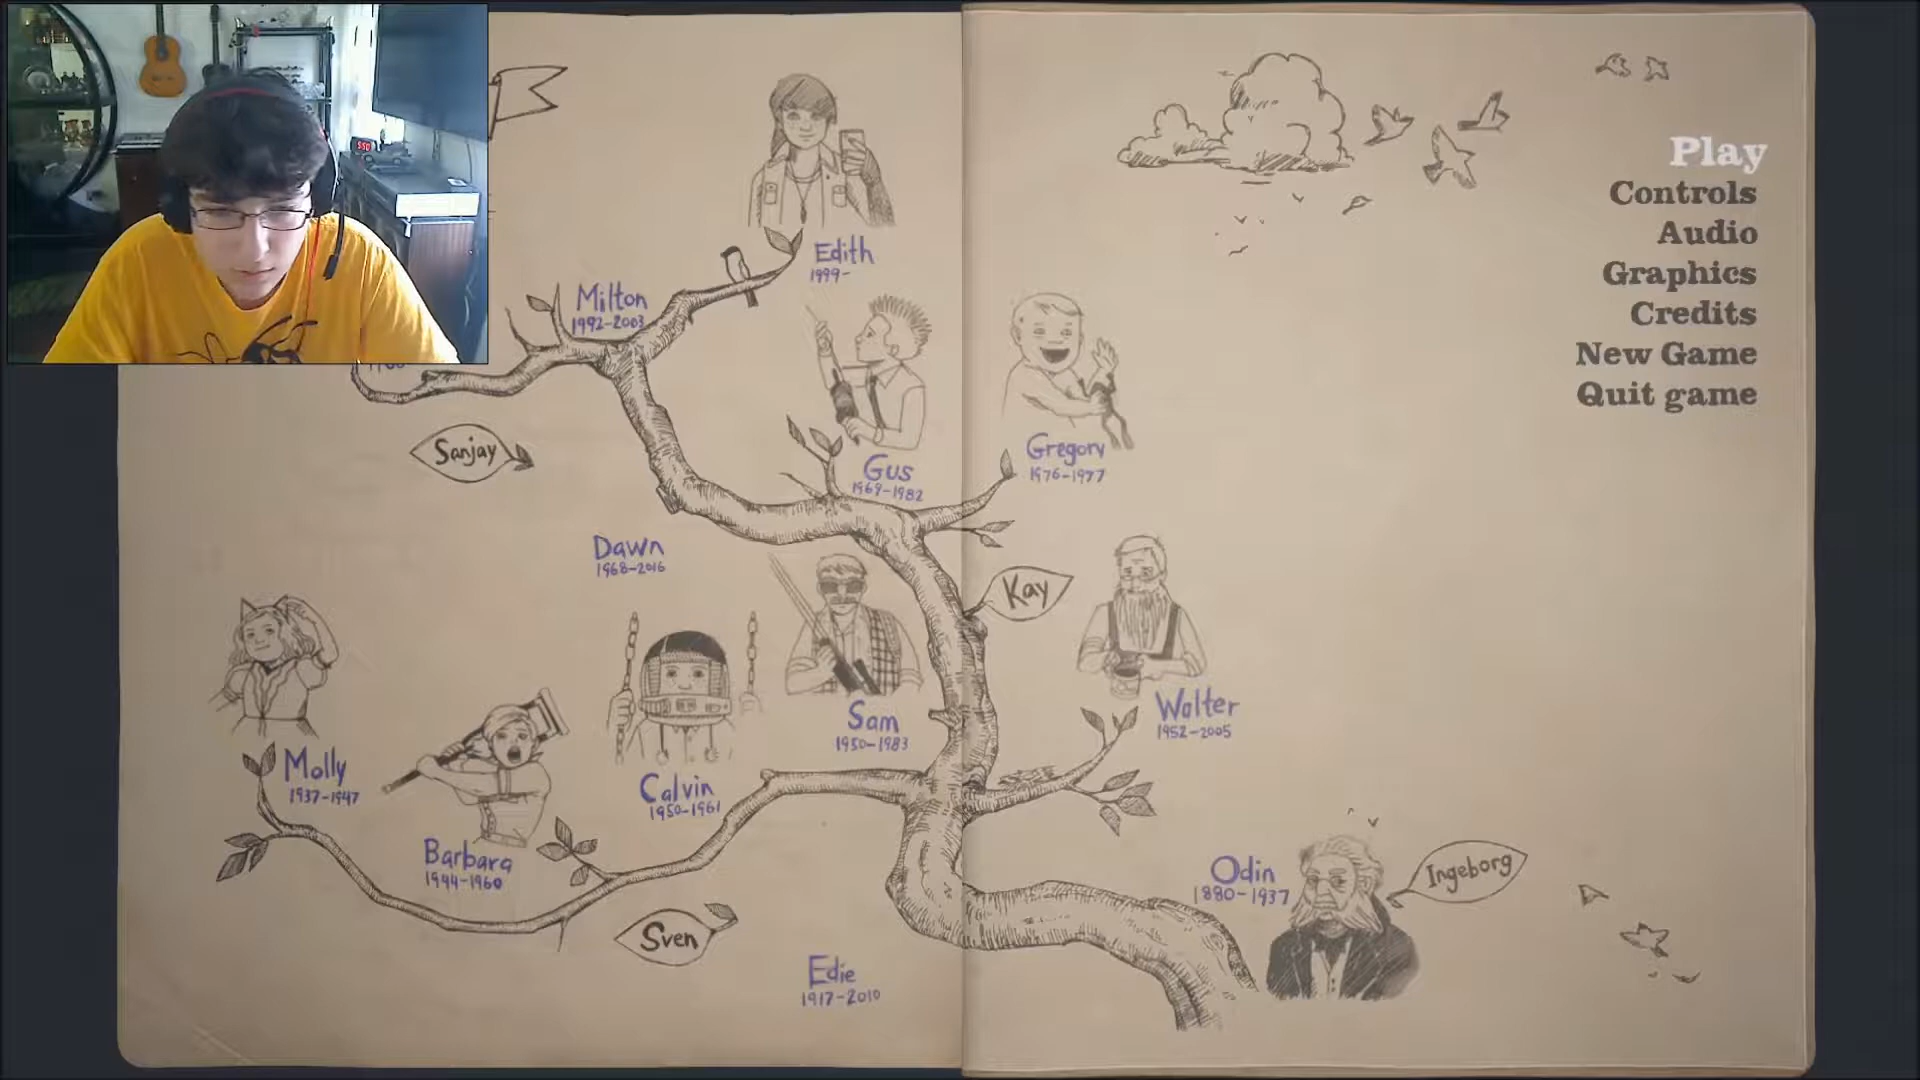 Play
Controls
Audio
Graphics
Credits
New Game
Quit game
Edith
1999-
Milton
1992-2003
Gus
1969-1982
Gregory
1976-1977
Sanjay
Dawn
1968-2016
Kay
Sam
1950-1983
Walter
1952-2005
Molly
1937-1947
Calvin
1950-1961
Barbara
1944-1960
Odin
1880-1937
Ingeborg
Sven
Edie
1917-2010